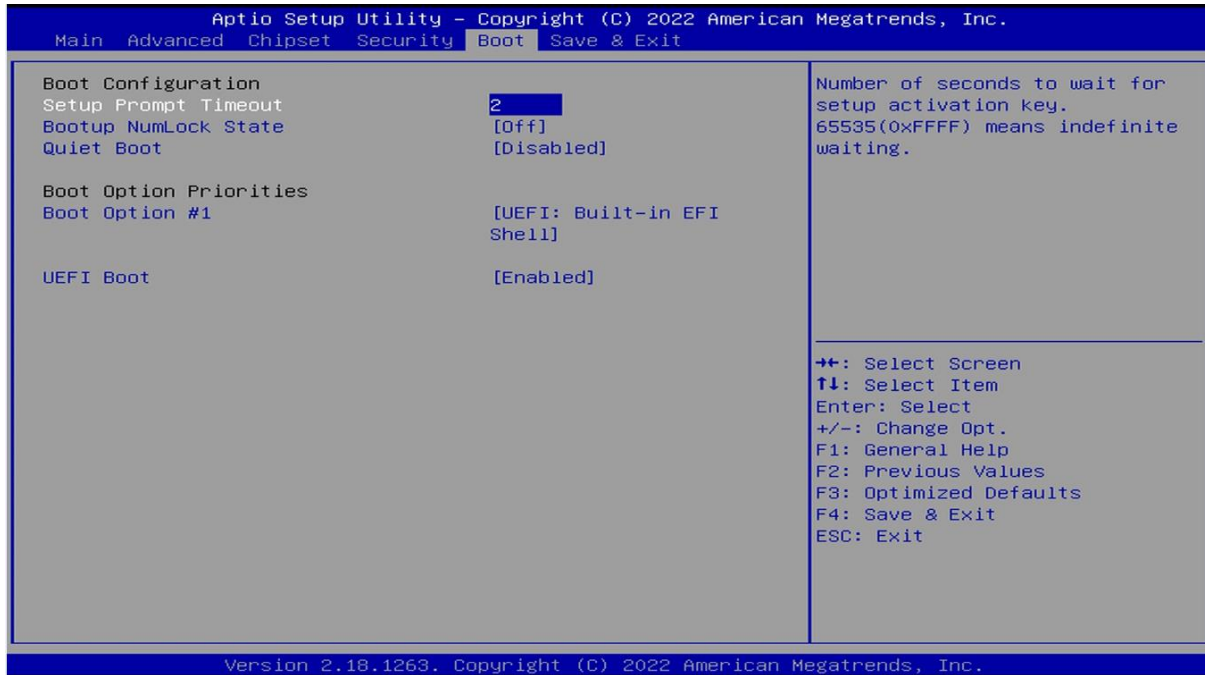 Aptio Setup Utility – Copyright (C) 2022 American Megatrends, Inc.
Main Advanced Chipset Security Boot Save & Exit
Boot Configuration
Setup Prompt Timeout 2
Bootup NumLock State [Off]
Quiet Boot [Disabled]
Boot Option Priorities
Boot Option #1 [UEFI: Built-in EFI
Shell]
UEFI Boot [Enabled]
Number of seconds to wait for
setup activation key.
65535(0xFFFF) means indefinite
waiting.
→←: Select Screen
↑↓: Select Item
Enter: Select
+/-: Change Opt.
F1: General Help
F2: Previous Values
F3: Optimized Defaults
F4: Save & Exit
ESC: Exit
Version 2.18.1263. Copyright (C) 2022 American Megatrends, Inc.